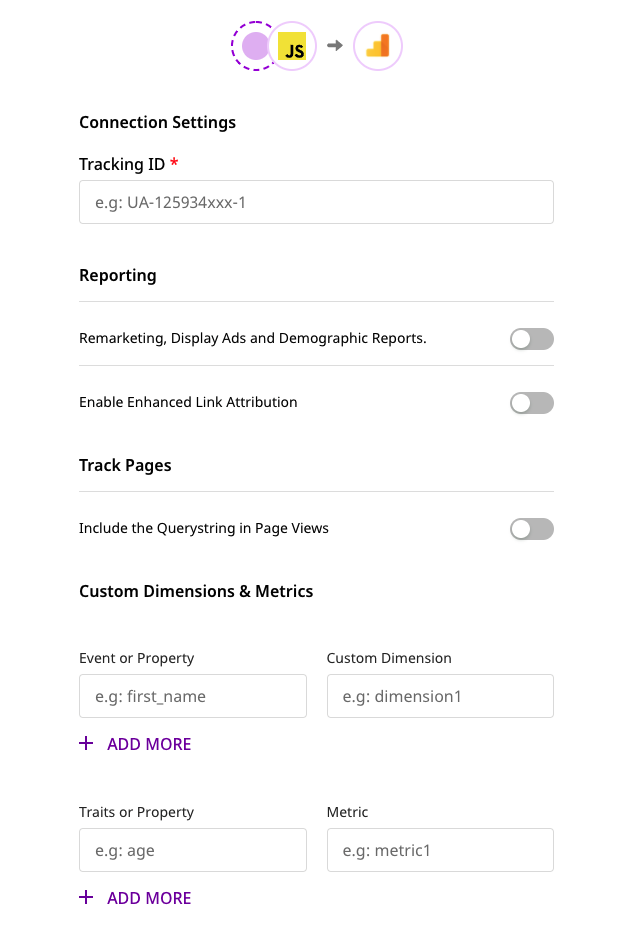 JS
Connection Settings
Tracking ID *
e.g: UA-125934xxx-1
Reporting
Remarketing, Display Ads and Demographic Reports.
Enable Enhanced Link Attribution
Track Pages
Include the Querystring in Page Views
Custom Dimensions & Metrics
Event or Property
Custom Dimension
e.g: first_name
e.g: dimension1
+ ADD MORE
Traits or Property
Metric
e.g: age
e.g: metric1
+ ADD MORE